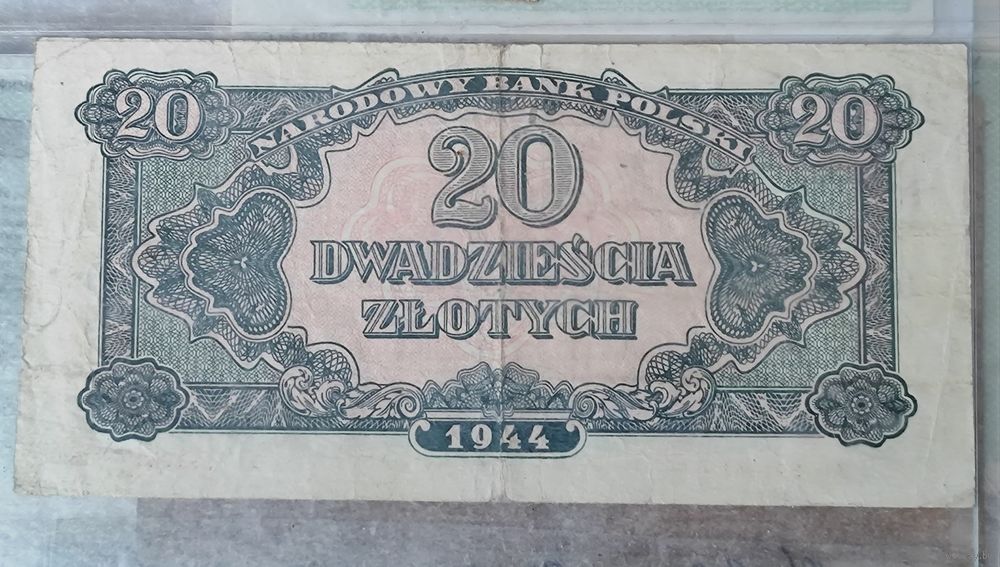 NARODOWY BANK POLSKI
20 20
20
DWADZIEŚCIA
ZŁOTYCH
1944